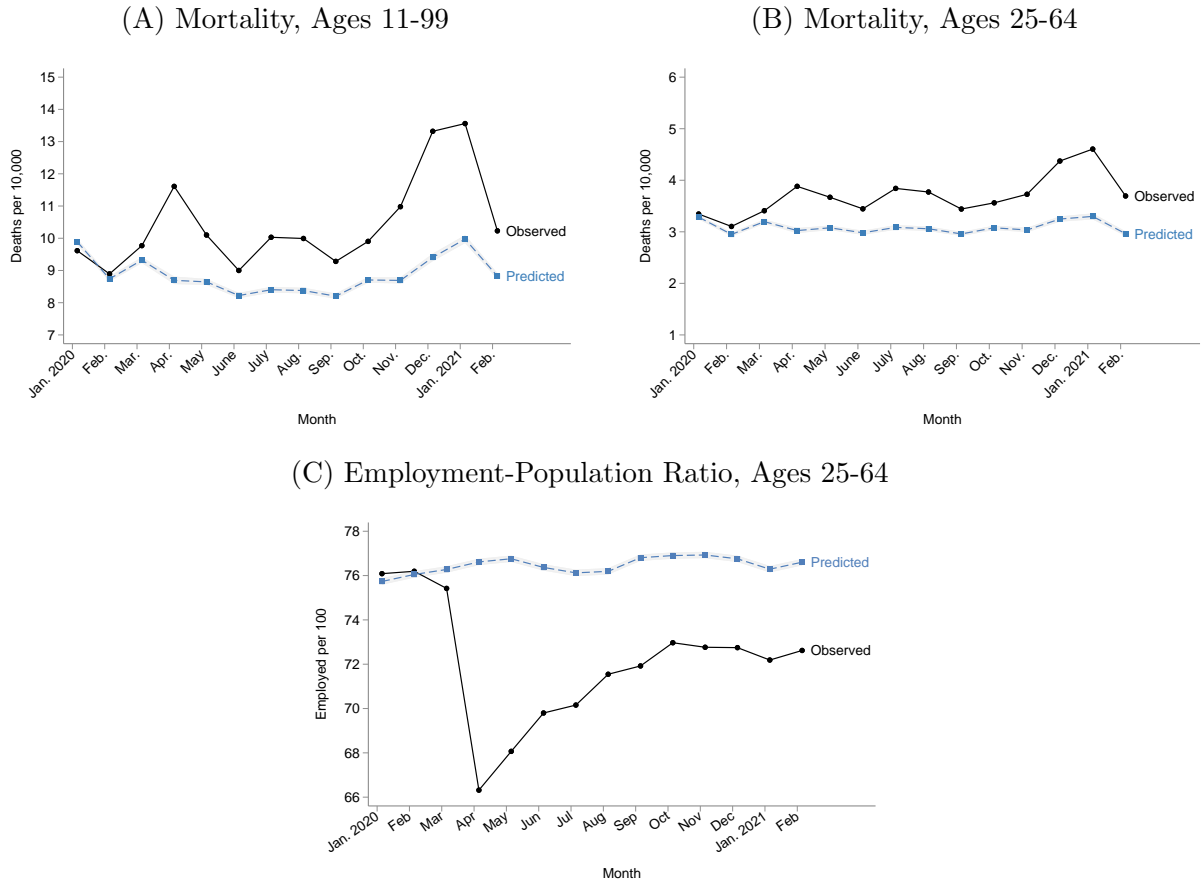 (A) Mortality, Ages 11-99
(B) Mortality, Ages 25-64
15
14
13
12
11
10
9
8
7
Deaths per 10,000
Observed
Predicted
Jan. 2020
Feb.
Mar.
Apr.
May
June
July
Aug.
Sep.
Oct.
Nov.
Dec.
Jan. 2021
Feb.
Month
6
5
4
3
2
1
Deaths per 10,000
Observed
Predicted
Jan. 2020
Feb.
Mar.
Apr.
May
June
July
Aug.
Sep.
Oct.
Nov.
Dec.
Jan. 2021
Feb.
Month
(C) Employment-Population Ratio, Ages 25-64
78
76
74
72
70
68
66
Employed per 100
Predicted
Observed
Jan. 2020
Feb
Mar
Apr
May
Jun
Jul
Aug
Sep
Oct
Nov
Dec
Jan. 2021
Feb
Month